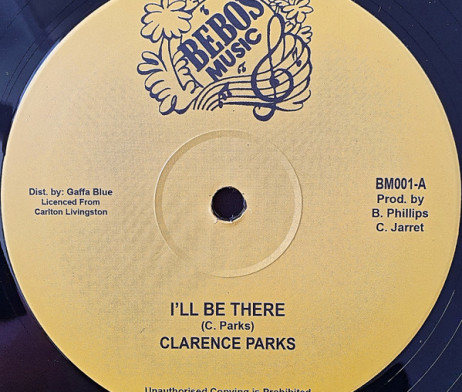 BEBO'S
MUSIC
Dist. by: Gaffa Blue
Licenced From
Carlton Livingston
BM001-A
Prod. by
B. Phillips
C. Jarret
I'LL BE THERE
(C. Parks)
CLARENCE PARKS
Unauthorised Copying is Prohibited